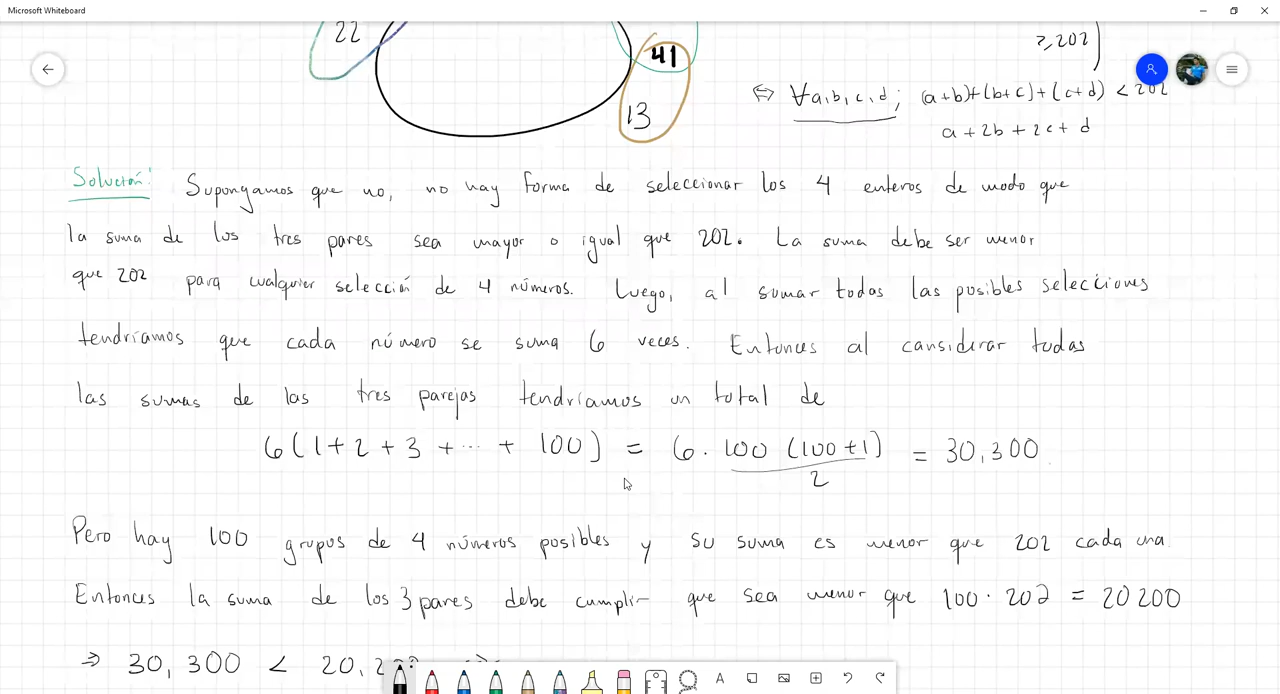 Microsoft Whiteboard
22
41
13
≥,202
⇔ ∀a,b,c,d; (a+b)+(b+c)+(c+d) < 202
a + 2b + 2c + d
Solución: Supongamos que no, no hay forma de seleccionar los 4 enteros de modo que
la suma de los tres pares sea mayor o igual que 202. La suma debe ser menor
que 202 para cualquier selección de 4 números. Luego, al sumar todas las posibles selecciones
tendríamos que cada número se suma 6 veces. Entonces al considerar todas
las sumas de las tres parejas tendríamos un total de
6(1+2+3+⋯+100) = 6 · 100(100+1)/2 = 30,300
Pero hay 100 grupos de 4 números posibles y su suma es menor que 202 cada una.
Entonces la suma de los 3 pares debe cumplir que sea menor que 100 · 202 = 20200
⇒ 30,300 < 20,2